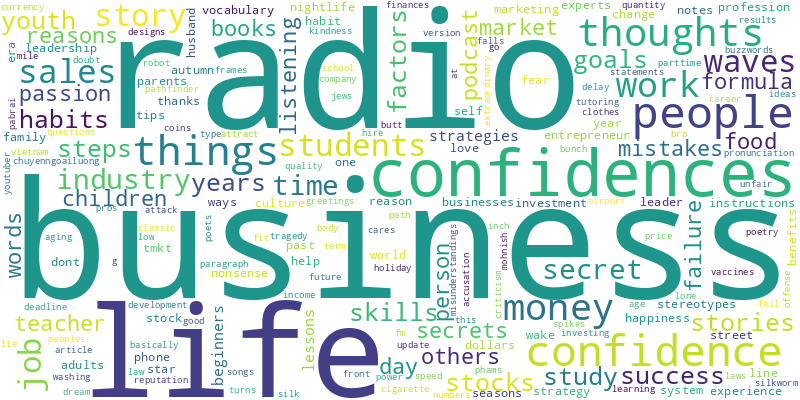 currency
youth
story
nightlife
vocabulary
finances
marketing
experts
quantity
notes
profession
mile
era
reasons
designs
husband
habit
kindness
version
go
change
results
leadership
books
factors
podcast
market
thoughts
buzzwords
doubt
robot
autumn
frames
listening
falls
statements
parttime
sales
radio
goals
waves
pathfinder
parents
school
company
fear
at
extraordinary
work
formula
pabrai
passion
thanks
jews
self
delay
tutoring
ideas
habits
tips
coins
butt
clothes
career
people
questions
type
attract
hire
strategies
year
bro
family
steps
things
students
love
entrepreneur
mistakes
food
pronunciation
vietnam
chuyenngoailuong
quality
one
bunch
youtuber
industry
years
time
confidences
unfair
children
ways
culture
reason
businesses
investment
leader
airport
instructions
words
pros
attack
greetings
path
inch
poetry
aging
classic
fit
body
cares
person
misunderstandings
mohnish
price
failure
benefits
low
poets
tragedy
past
term
dont
tmkt
business
g
paragraph
help
world
accusation
secret
vaccines
nonsense
future
holiday
criticism
lone
offense
deadline
development
income
skills
money
age
stereotypes
fail
teacher
stock
good
life
fm
this
spikes
happiness
stories
peoples
basically
beginners
lessons
update
secrets
wake
investing
street
lie
article
phone
law
star
day
others
dollars
confidence
job
adults
songs
front
power
speed
phams
stocks
study
success
laws
line
washing
reputation
cigarette
learning
system
silkworm
dream
turns
silk
numbers
seasons
strategy
experience